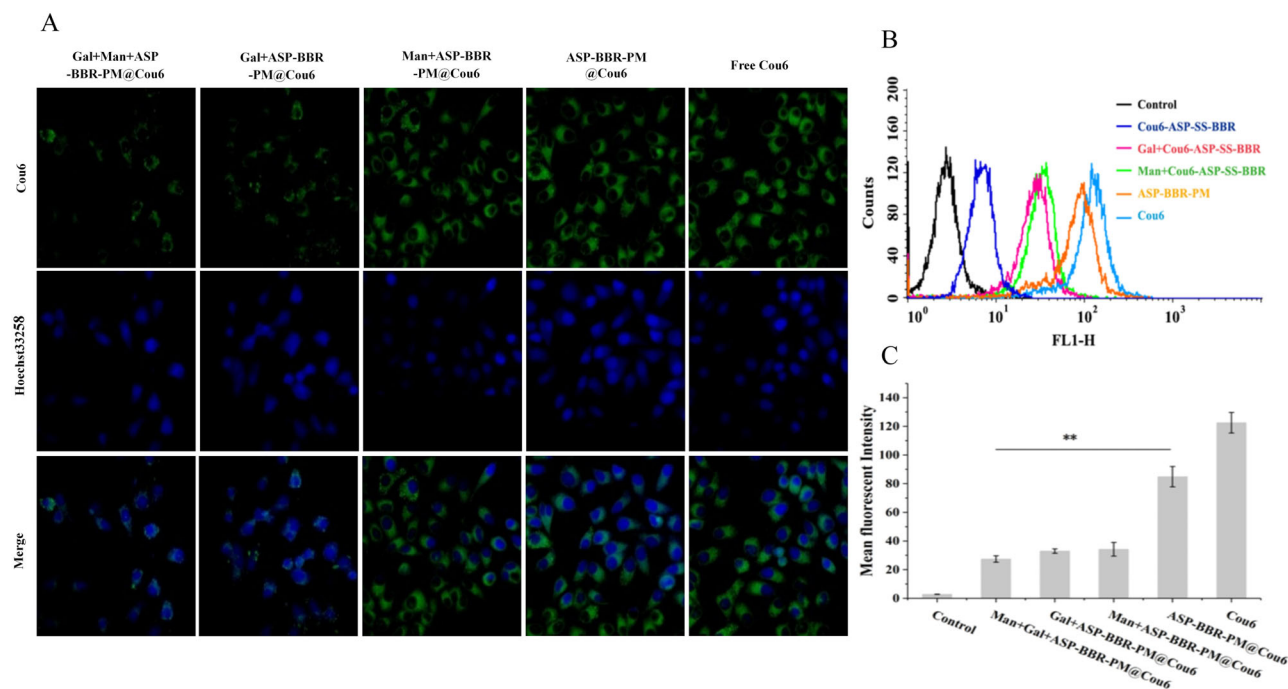 A
Gal+Man+ASP
-BBR-PM@Cou6
Gal+ASP-BBR
-PM@Cou6
Man+ASP-BBR
-PM@Cou6
ASP-BBR-PM
@Cou6
Free Cou6
Cou6
Hoechst33258
Merge
B
Counts
200
160
120
80
40
0
10⁰
10¹
10²
10³
FL1-H
Control
Cou6-ASP-SS-BBR
Gal+Cou6-ASP-SS-BBR
Man+Cou6-ASP-SS-BBR
ASP-BBR-PM
Cou6
C
Mean fluorescent Intensity
140
120
100
80
60
40
20
0
**
Control
Man+Gal+ASP-BBR-PM@Cou6
Gal+ASP-BBR-PM@Cou6
Man+ASP-BBR-PM@Cou6
ASP-BBR-PM@Cou6
Cou6